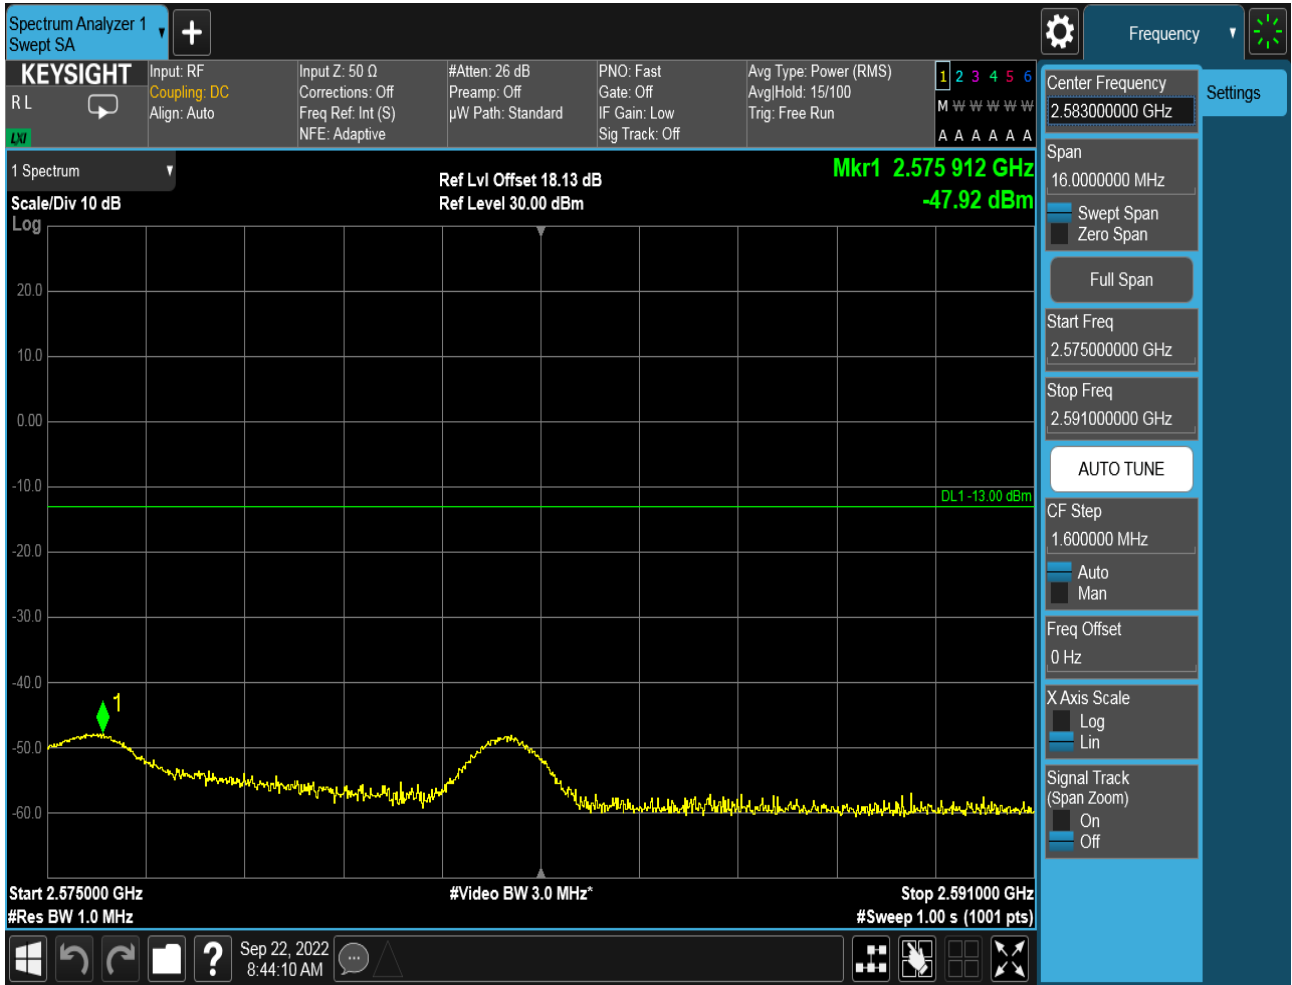 Spectrum Analyzer 1
Swept SA
Frequency
KEYSIGHT
R L
LXI
Input: RF
Coupling: DC
Align: Auto
Input Z: 50 Ω
Corrections: Off
Freq Ref: Int (S)
NFE: Adaptive
#Atten: 26 dB
Preamp: Off
µW Path: Standard
PNO: Fast
Gate: Off
IF Gain: Low
Sig Track: Off
Avg Type: Power (RMS)
Avg|Hold: 15/100
Trig: Free Run
1 2 3 4 5 6
M W W W W W
A A A A A A
1 Spectrum
Scale/Div 10 dB
Log
Ref Lvl Offset 18.13 dB
Ref Level 30.00 dBm
Mkr1 2.575 912 GHz
-47.92 dBm
20.0
10.0
0.00
-10.0
DL1 -13.00 dBm
-20.0
-30.0
-40.0
1
-50.0
-60.0
Start 2.575000 GHz
#Video BW 3.0 MHz*
Stop 2.591000 GHz
#Res BW 1.0 MHz
#Sweep 1.00 s (1001 pts)
Sep 22, 2022
8:44:10 AM
Center Frequency
2.583000000 GHz
Settings
Span
16.0000000 MHz
Swept Span
Zero Span
Full Span
Start Freq
2.575000000 GHz
Stop Freq
2.591000000 GHz
AUTO TUNE
CF Step
1.600000 MHz
Auto
Man
Freq Offset
0 Hz
X Axis Scale
Log
Lin
Signal Track
(Span Zoom)
On
Off